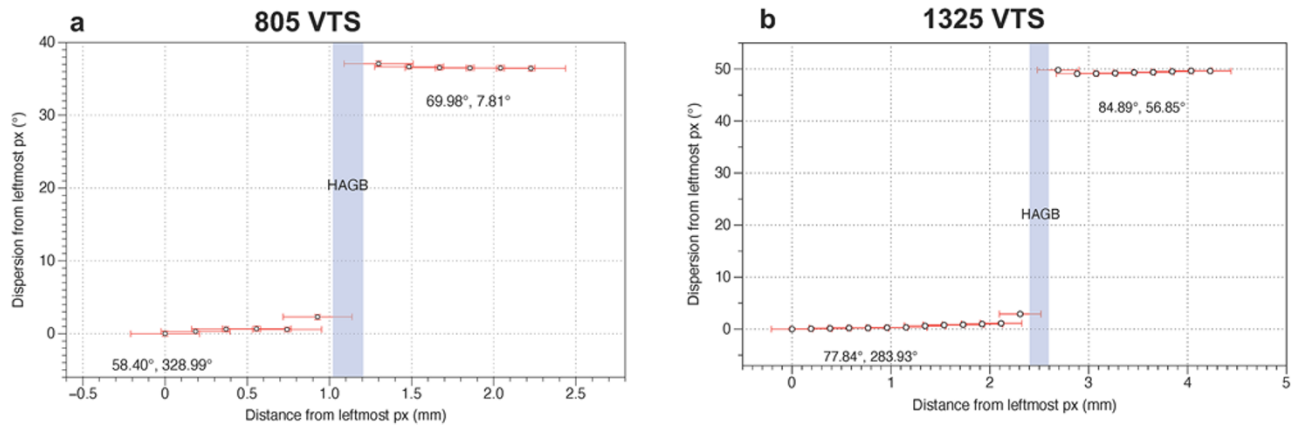 a
805 VTS
40
30
20
10
0
Dispersion from leftmost px (°)
69.98°, 7.81°
HAGB
58.40°, 328.99°
−0.5
0
0.5
1.0
1.5
2.0
2.5
Distance from leftmost px (mm)
b
1325 VTS
50
40
30
20
10
0
Dispersion from leftmost px (°)
84.89°, 56.85°
HAGB
77.84°, 283.93°
0
1
2
3
4
5
Distance from leftmost px (mm)